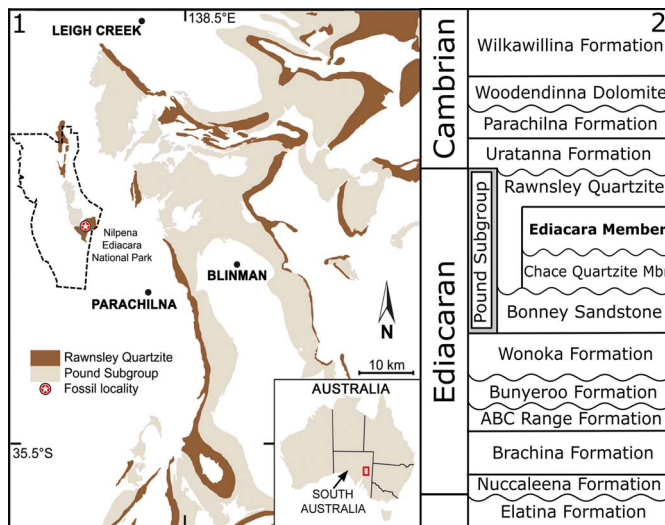 1
138.5°E
LEIGH CREEK
Nilpena
Ediacara
National Park
BLINMAN
PARACHILNA
N
Rawnsley Quartzite
Pound Subgroup
Fossil locality
10 km
AUSTRALIA
35.5°S
SOUTH
AUSTRALIA
2
Cambrian
Ediacaran
Pound Subgroup
Wilkawillina Formation
Woodendinna Dolomite
Parachilna Formation
Uratanna Formation
Rawnsley Quartzite
Ediacara Member
Chace Quartzite Mbr
Bonney Sandstone
Wonoka Formation
Bunyeroo Formation
ABC Range Formation
Brachina Formation
Nuccaleena Formation
Elatina Formation